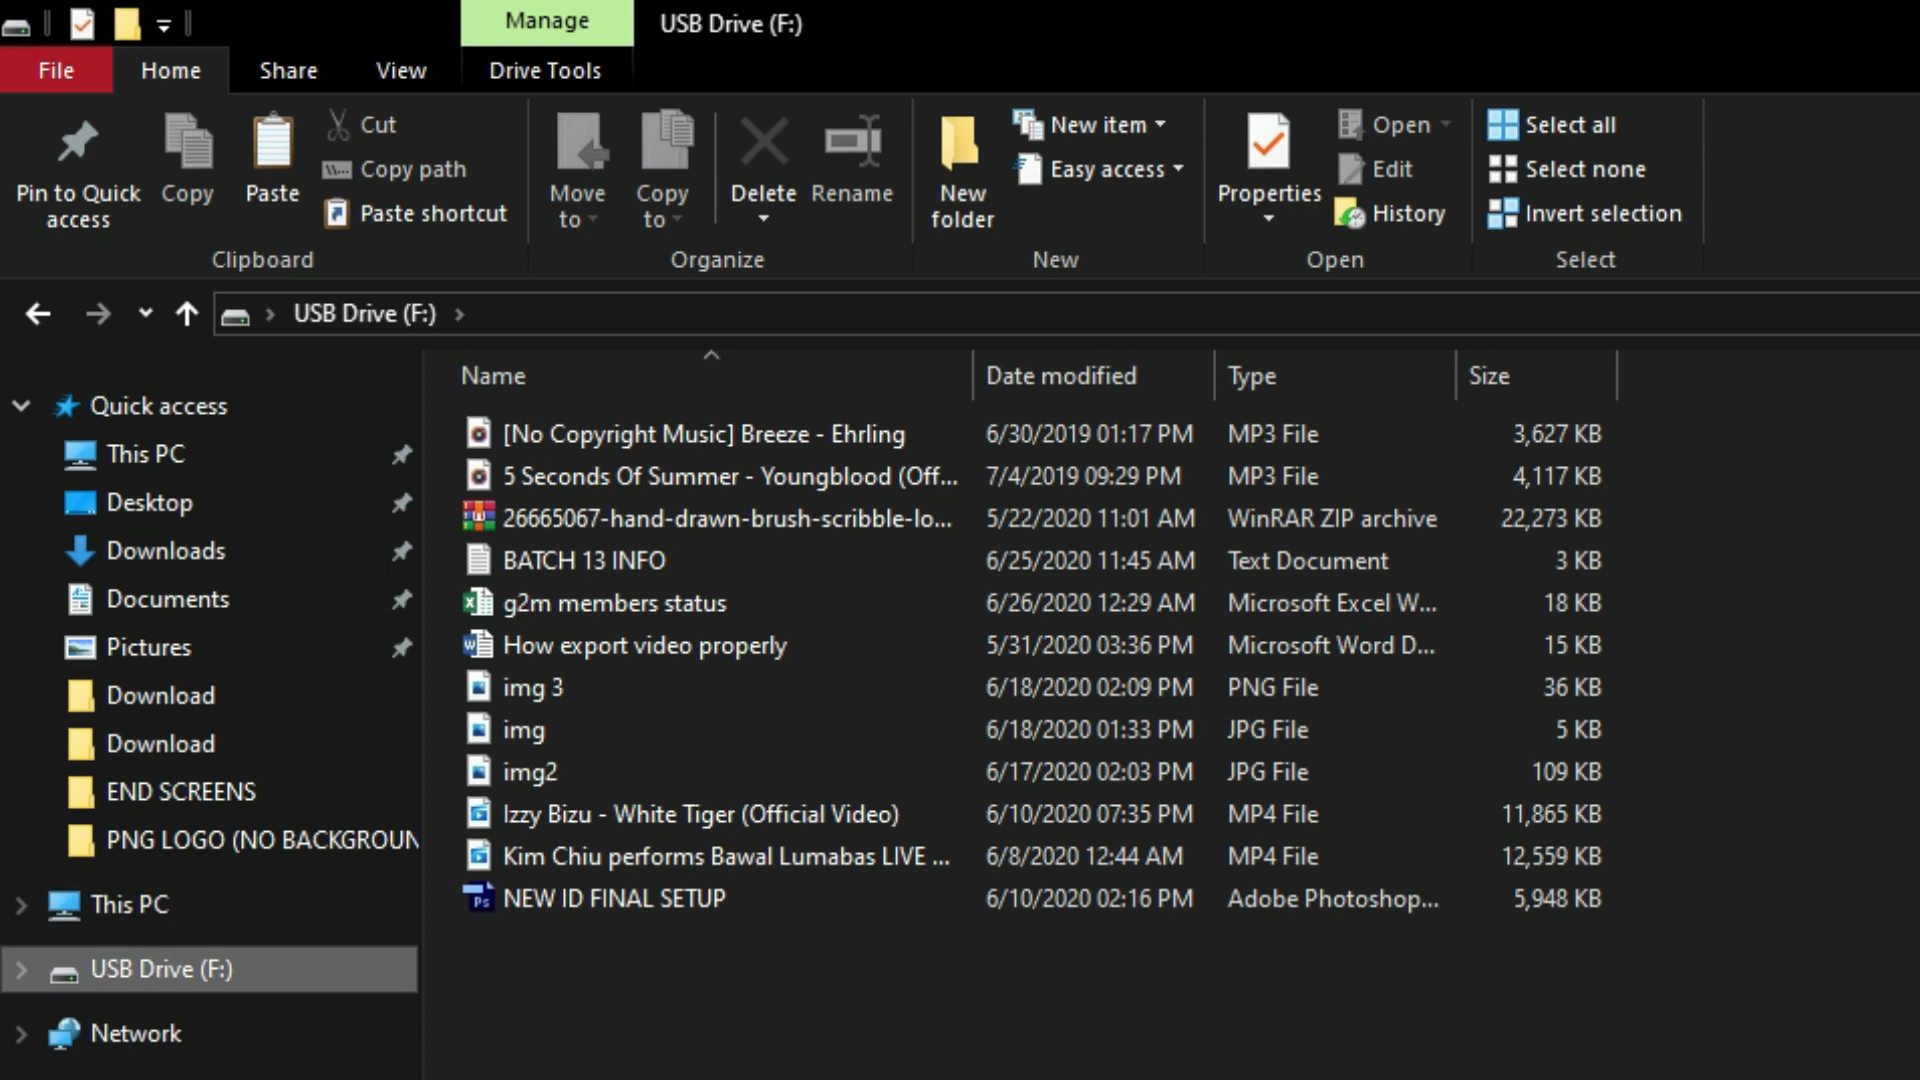 Manage
USB Drive (F:)
File
Home
Share
View
Drive Tools
Pin to Quick
access
Copy
Paste
Cut
Copy path
Paste shortcut
Clipboard
Move
to
Copy
to
Delete
Rename
Organize
New
folder
New item
Easy access
New
Properties
Open
Edit
History
Open
Select all
Select none
Invert selection
Select
USB Drive (F:)
Quick access
This PC
Desktop
Downloads
Documents
Pictures
Download
Download
END SCREENS
PNG LOGO (NO BACKGROUN
This PC
USB Drive (F:)
Network
Name Date modified Type Size
[No Copyright Music] Breeze - Ehrling 6/30/2019 01:17 PM MP3 File 3,627 KB
5 Seconds Of Summer - Youngblood (Off... 7/4/2019 09:29 PM MP3 File 4,117 KB
26665067-hand-drawn-brush-scribble-lo... 5/22/2020 11:01 AM WinRAR ZIP archive 22,273 KB
BATCH 13 INFO 6/25/2020 11:45 AM Text Document 3 KB
g2m members status 6/26/2020 12:29 AM Microsoft Excel W... 18 KB
How export video properly 5/31/2020 03:36 PM Microsoft Word D... 15 KB
img 3 6/18/2020 02:09 PM PNG File 36 KB
img 6/18/2020 01:33 PM JPG File 5 KB
img2 6/17/2020 02:03 PM JPG File 109 KB
Izzy Bizu - White Tiger (Official Video) 6/10/2020 07:35 PM MP4 File 11,865 KB
Kim Chiu performs Bawal Lumabas LIVE ... 6/8/2020 12:44 AM MP4 File 12,559 KB
NEW ID FINAL SETUP 6/10/2020 02:16 PM Adobe Photoshop... 5,948 KB